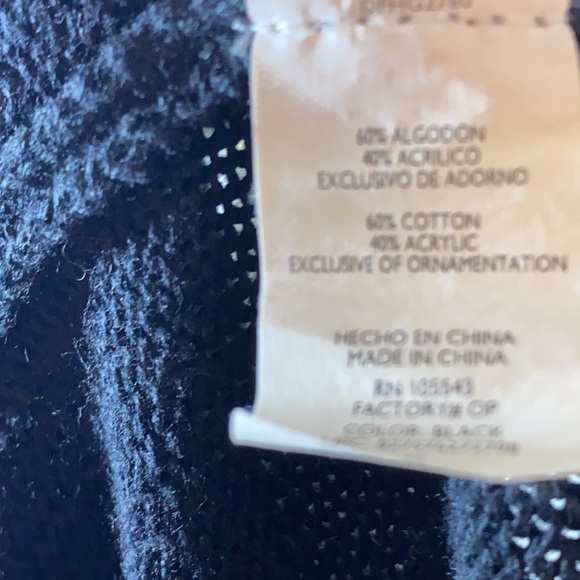 60% ALGODON
40% ACRILICO
EXCLUSIVO DE ADORNO
60% COTTON
40% ACRYLIC
EXCLUSIVE OF ORNAMENTATION
HECHO EN CHINA
MADE IN CHINA
RN 105543
FACTORY# OP
COLOR: BLACK